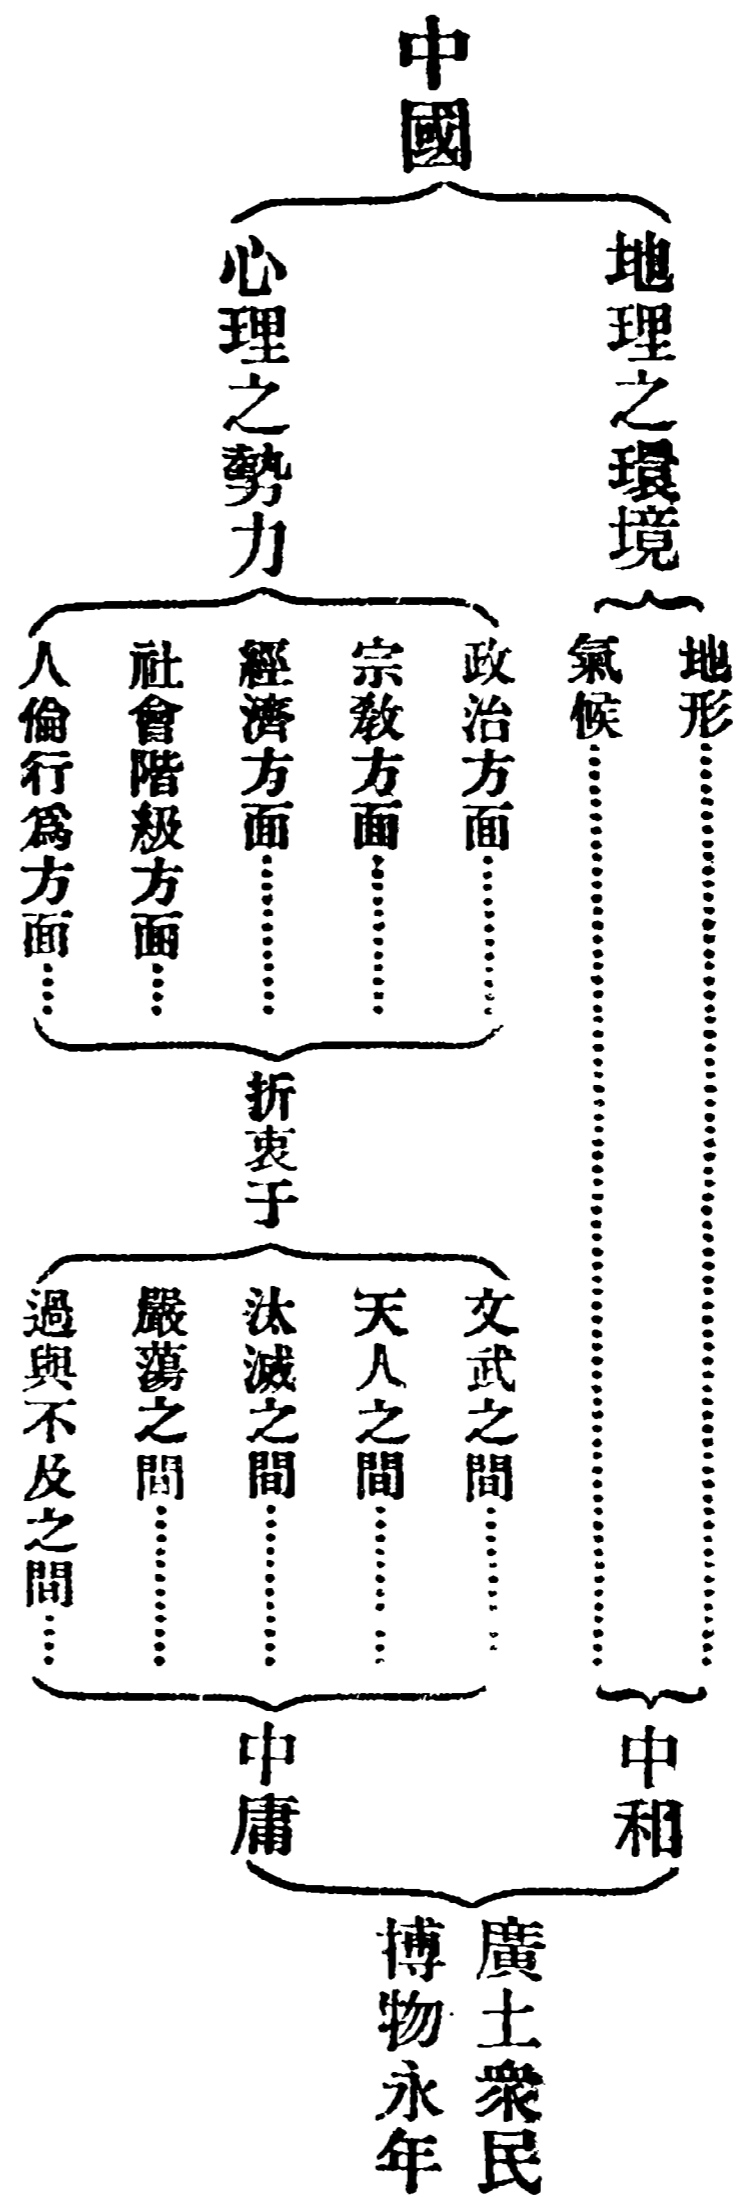 中國
地理之環境
心理之勢力
地形
氣候
政治方面
宗敎方面
經濟方面
社會階級方面
人倫行爲方面
折衷于
文武之間
天人之間
汰滅之間
嚴蕩之間
過與不及之間
中和
中庸
廣土衆民
博物永年